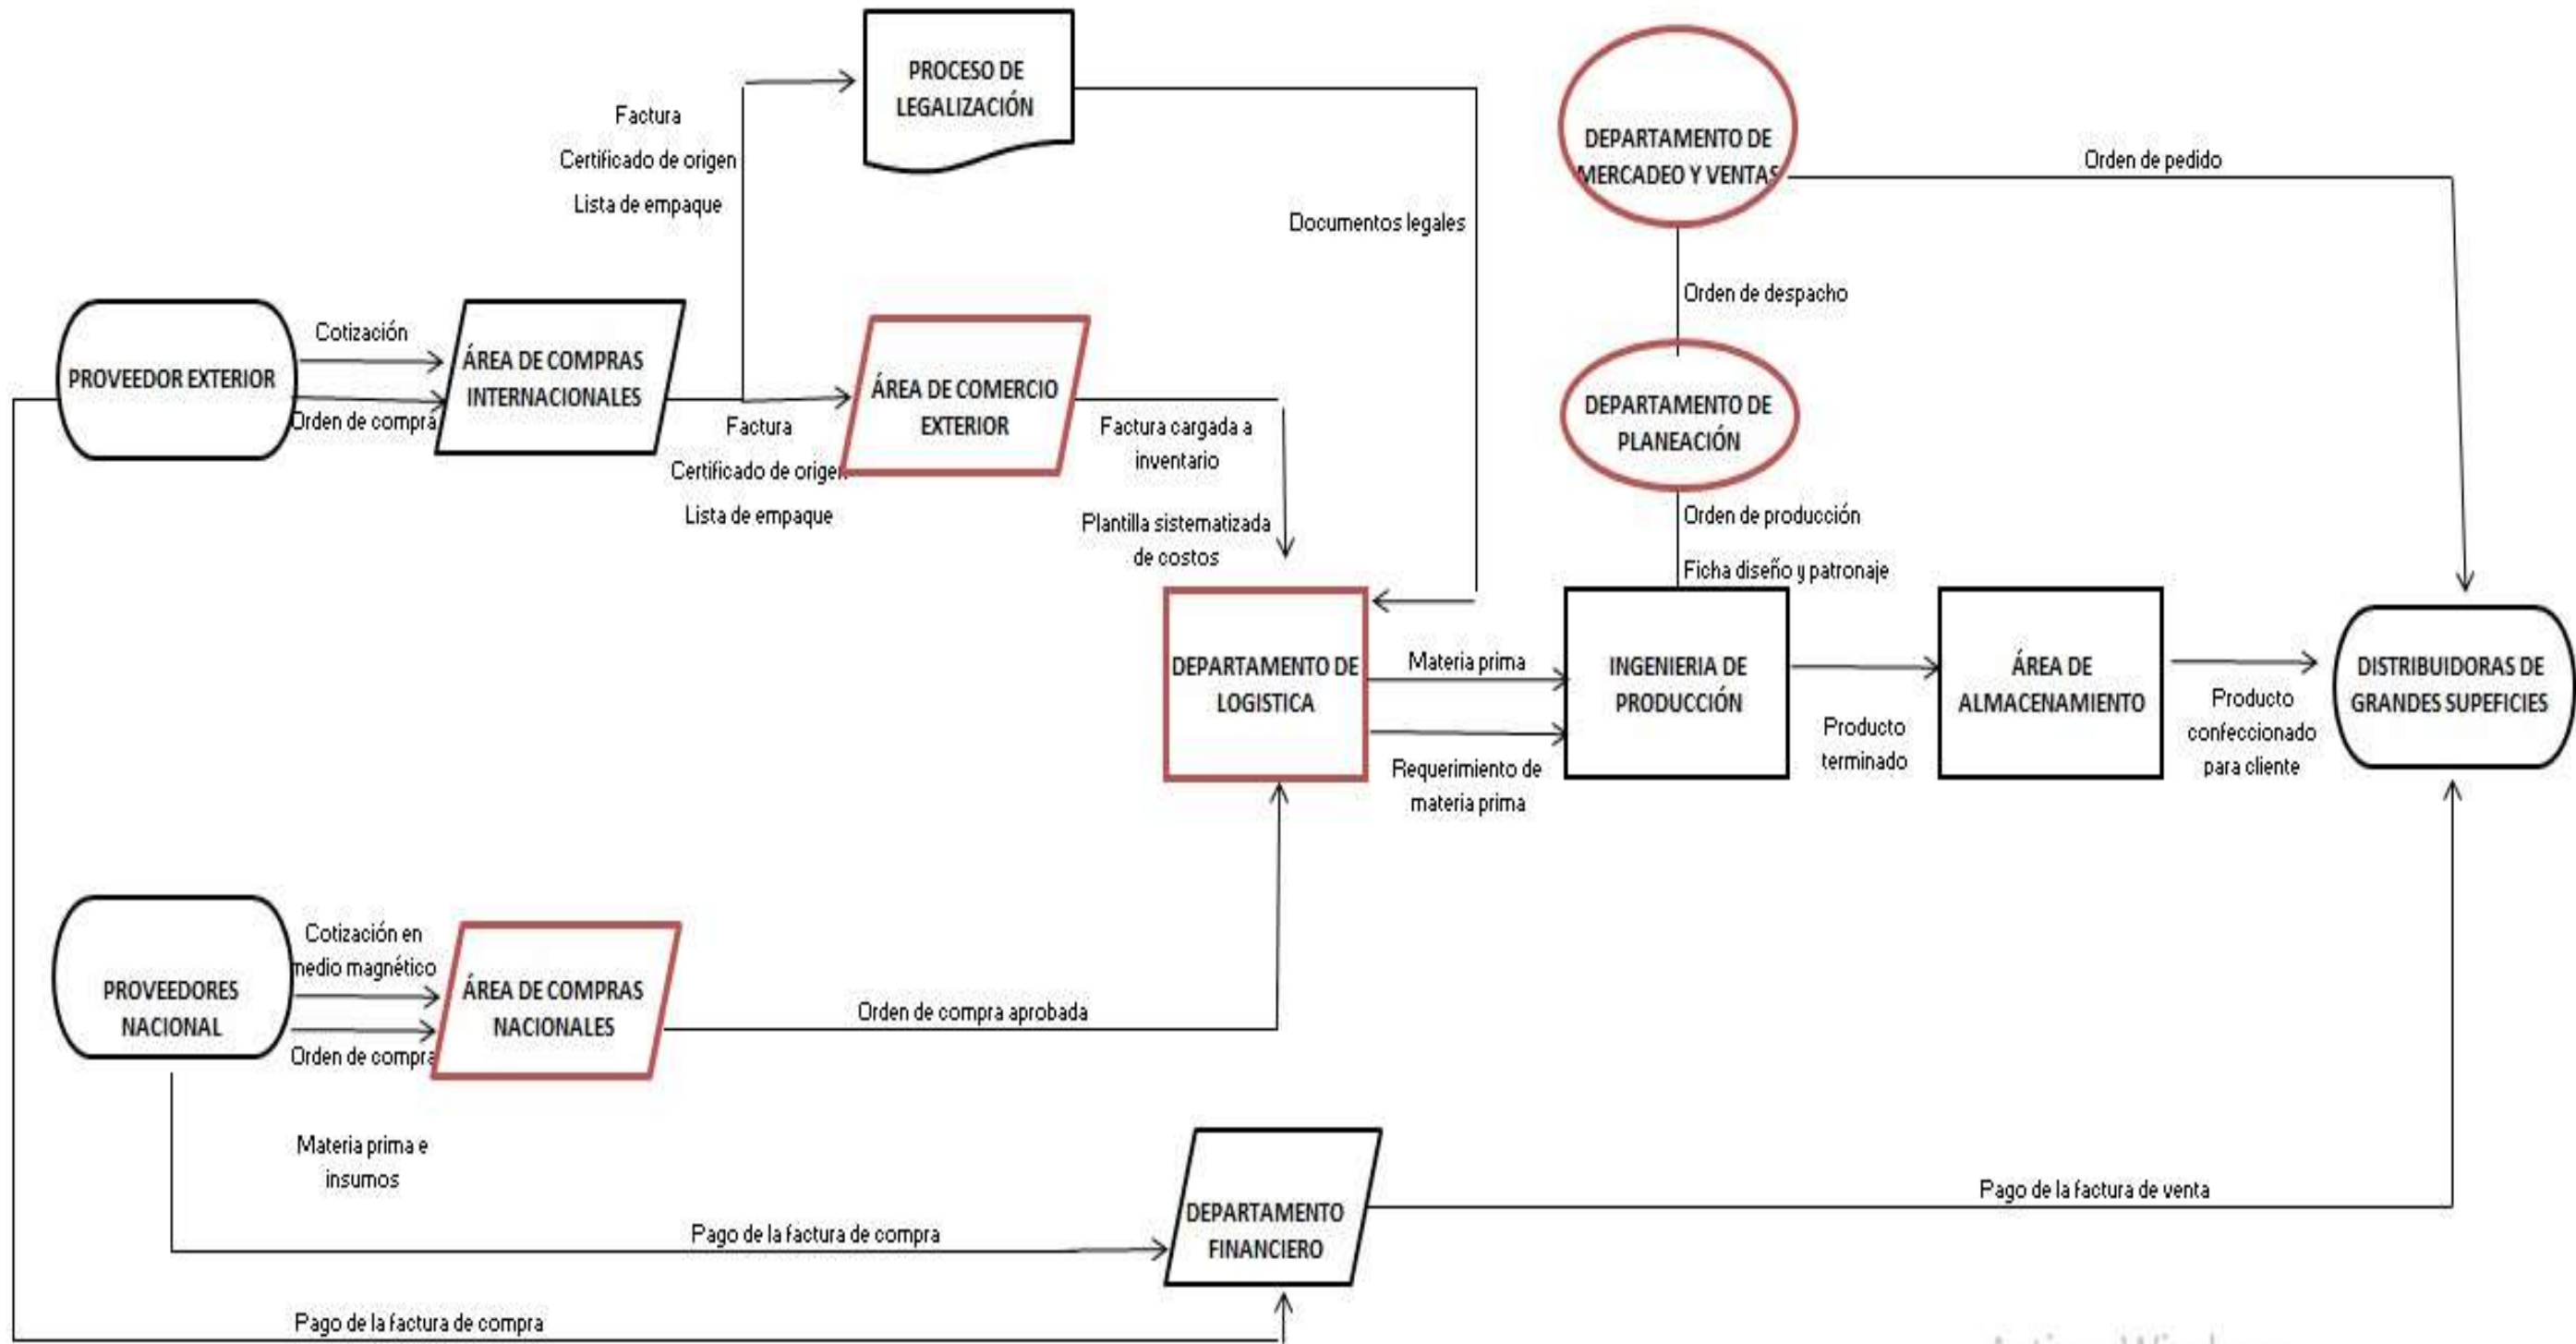 PROCESO DE
LEGALIZACIÓN
Factura
Certificado de origen
Lista de empaque
DEPARTAMENTO DE
MERCADEO Y VENTAS
Orden de pedido
Documentos legales
Orden de despacho
PROVEEDOR EXTERIOR
Cotización
Orden de compra
ÁREA DE COMPRAS
INTERNACIONALES
Factura
Certificado de origen
Lista de empaque
ÁREA DE COMERCIO
EXTERIOR
Factura cargada a
inventario
Plantilla sistematizada
de costos
DEPARTAMENTO DE
PLANEACIÓN
Orden de producción
Ficha diseño y patronaje
DEPARTAMENTO DE
LOGISTICA
Materia prima
Requerimiento de
materia prima
INGENIERIA DE
PRODUCCIÓN
Producto
terminado
ÁREA DE
ALMACENAMIENTO
Producto
confeccionado
para cliente
DISTRIBUIDORAS DE
GRANDES SUPEFICIES
PROVEEDORES
NACIONAL
Cotización en
medio magnético
Orden de compra
ÁREA DE COMPRAS
NACIONALES
Orden de compra aprobada
Materia prima e
insumos
Pago de la factura de compra
DEPARTAMENTO
FINANCIERO
Pago de la factura de venta
Pago de la factura de compra